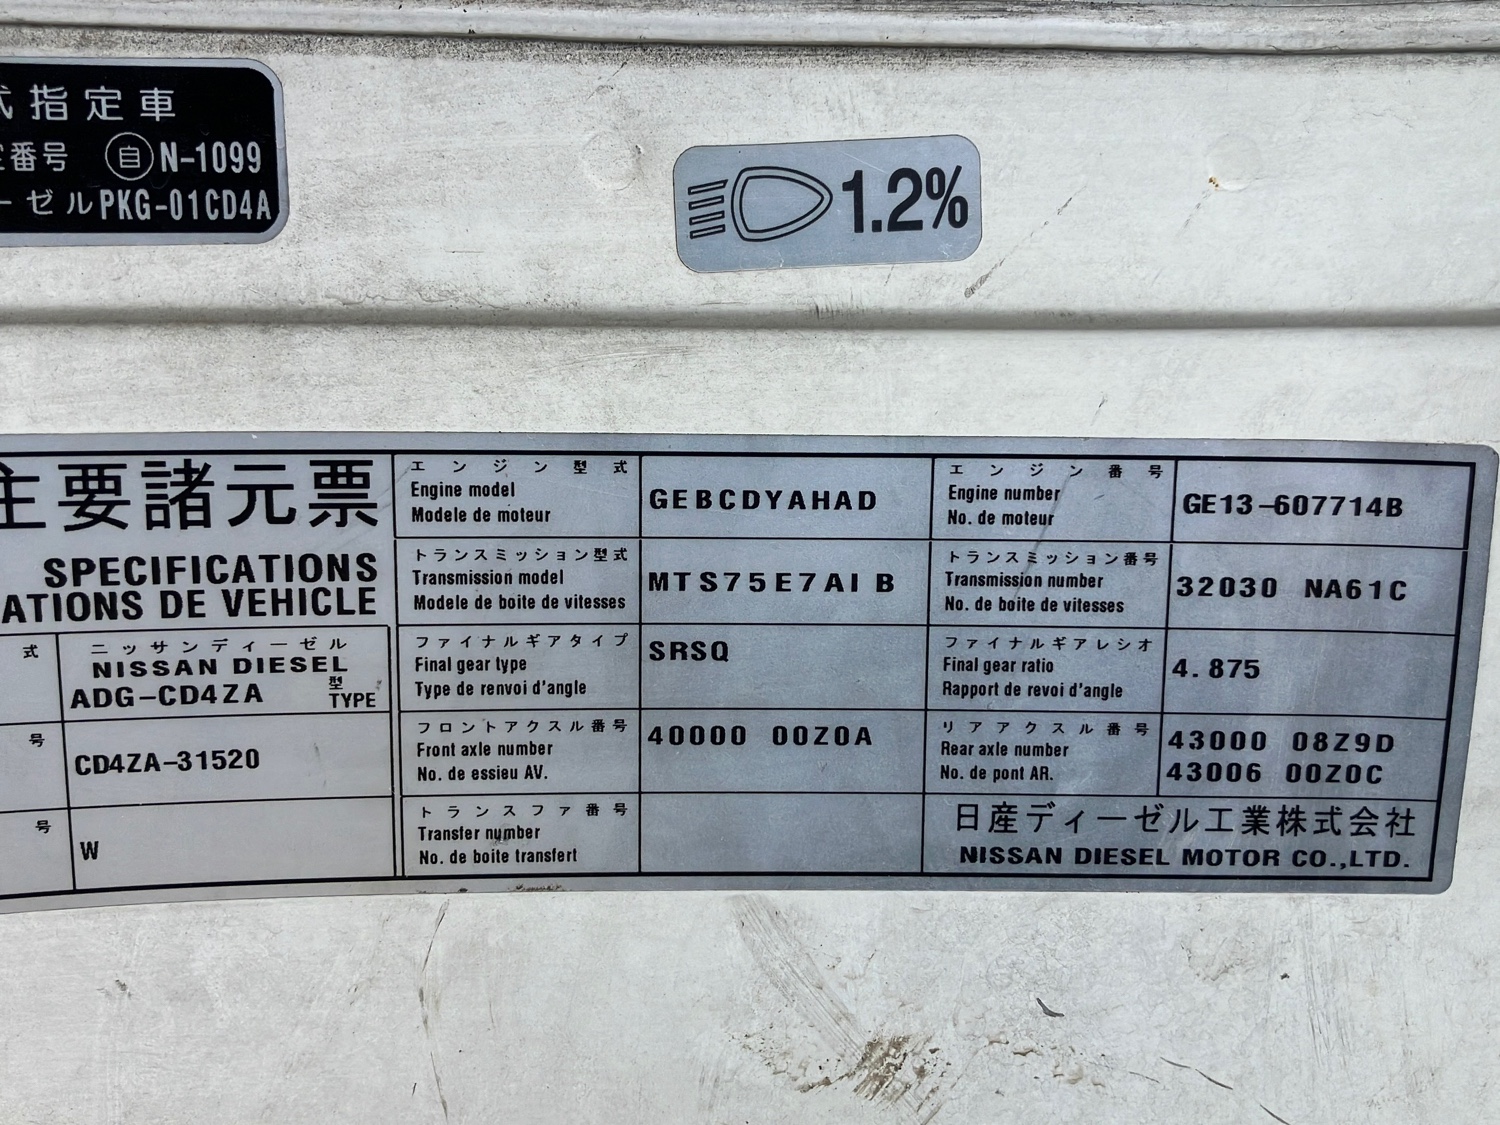 式指定車
定番号 自 N-1099
ーゼル PKG-01CD4A
1.2%
主要諸元票
SPECIFICATIONS
ATIONS DE VEHICLE
式
ニッサンディーゼル
NISSAN DIESEL
ADG-CD4ZA 型 TYPE
号
CD4ZA-31520
号
W
エンジン型式
Engine model
Modele de moteur
GEBCDYAHAD
エンジン番号
Engine number
No. de moteur
GE13-607714B
トランスミッション型式
Transmission model
Modele de boite de vitesses
MTS75E7AI B
トランスミッション番号
Transmission number
No. de boite de vitesses
32030 NA61C
ファイナルギアタイプ
Final gear type
Type de renvoi d'angle
SRSQ
ファイナルギアレシオ
Final gear ratio
Rapport de revoi d'angle
4.875
フロントアクスル番号
Front axle number
No. de essieu AV.
40000 00Z0A
リアアクスル番号
Rear axle number
No. de pont AR.
43000 08Z9D
43006 00Z0C
トランスファ番号
Transfer number
No. de boite transfert
日産ディーゼル工業株式会社
NISSAN DIESEL MOTOR CO.,LTD.